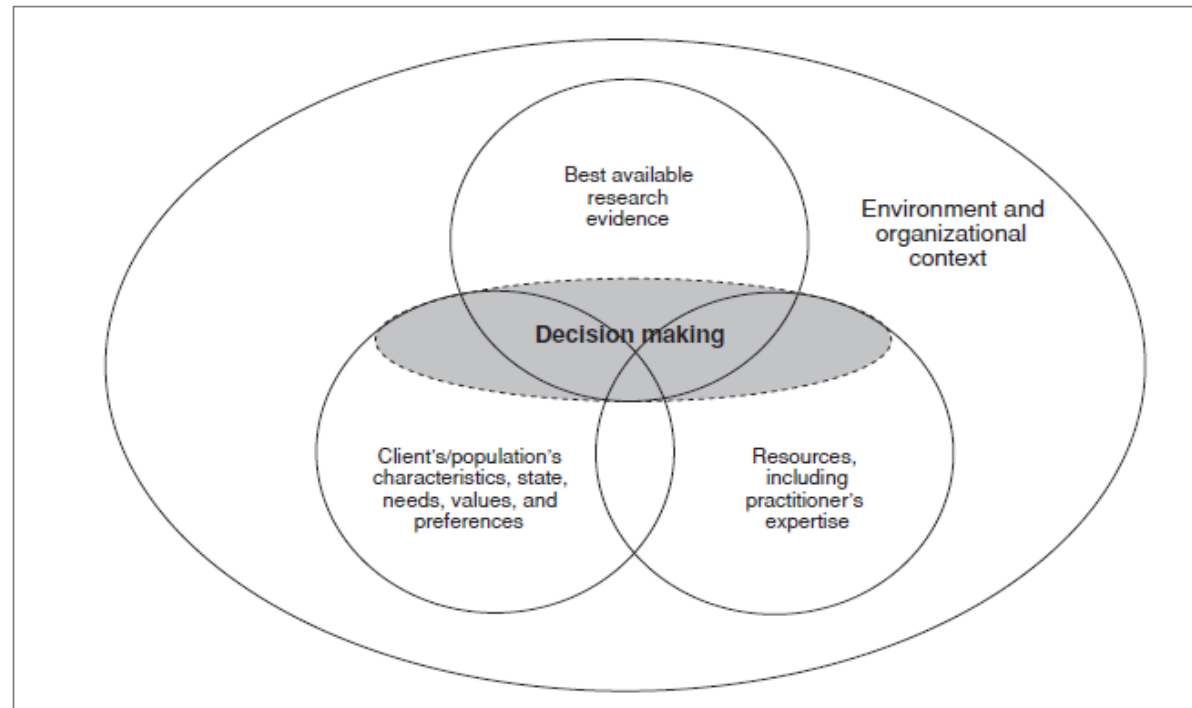 Best available
research
evidence
Environment and
organizational
context
Decision making
Client's/population's
characteristics, state,
needs, values, and
preferences
Resources,
including
practitioner's
expertise